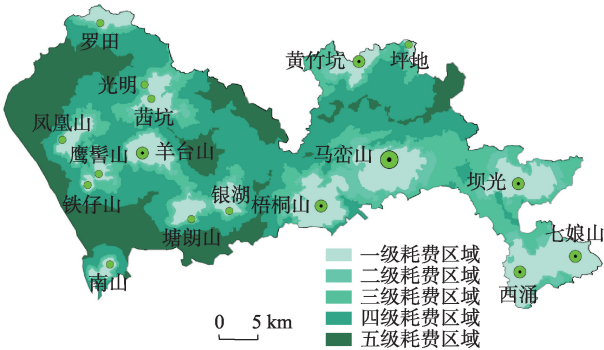 罗田
黄竹坑
坪地
光明
茜坑
凤凰山
鹰髻山
羊台山
马峦山
铁仔山
银湖
梧桐山
坝光
塘朗山
七娘山
南山
西涌
一级耗费区域
二级耗费区域
三级耗费区域
四级耗费区域
五级耗费区域
0 5 km